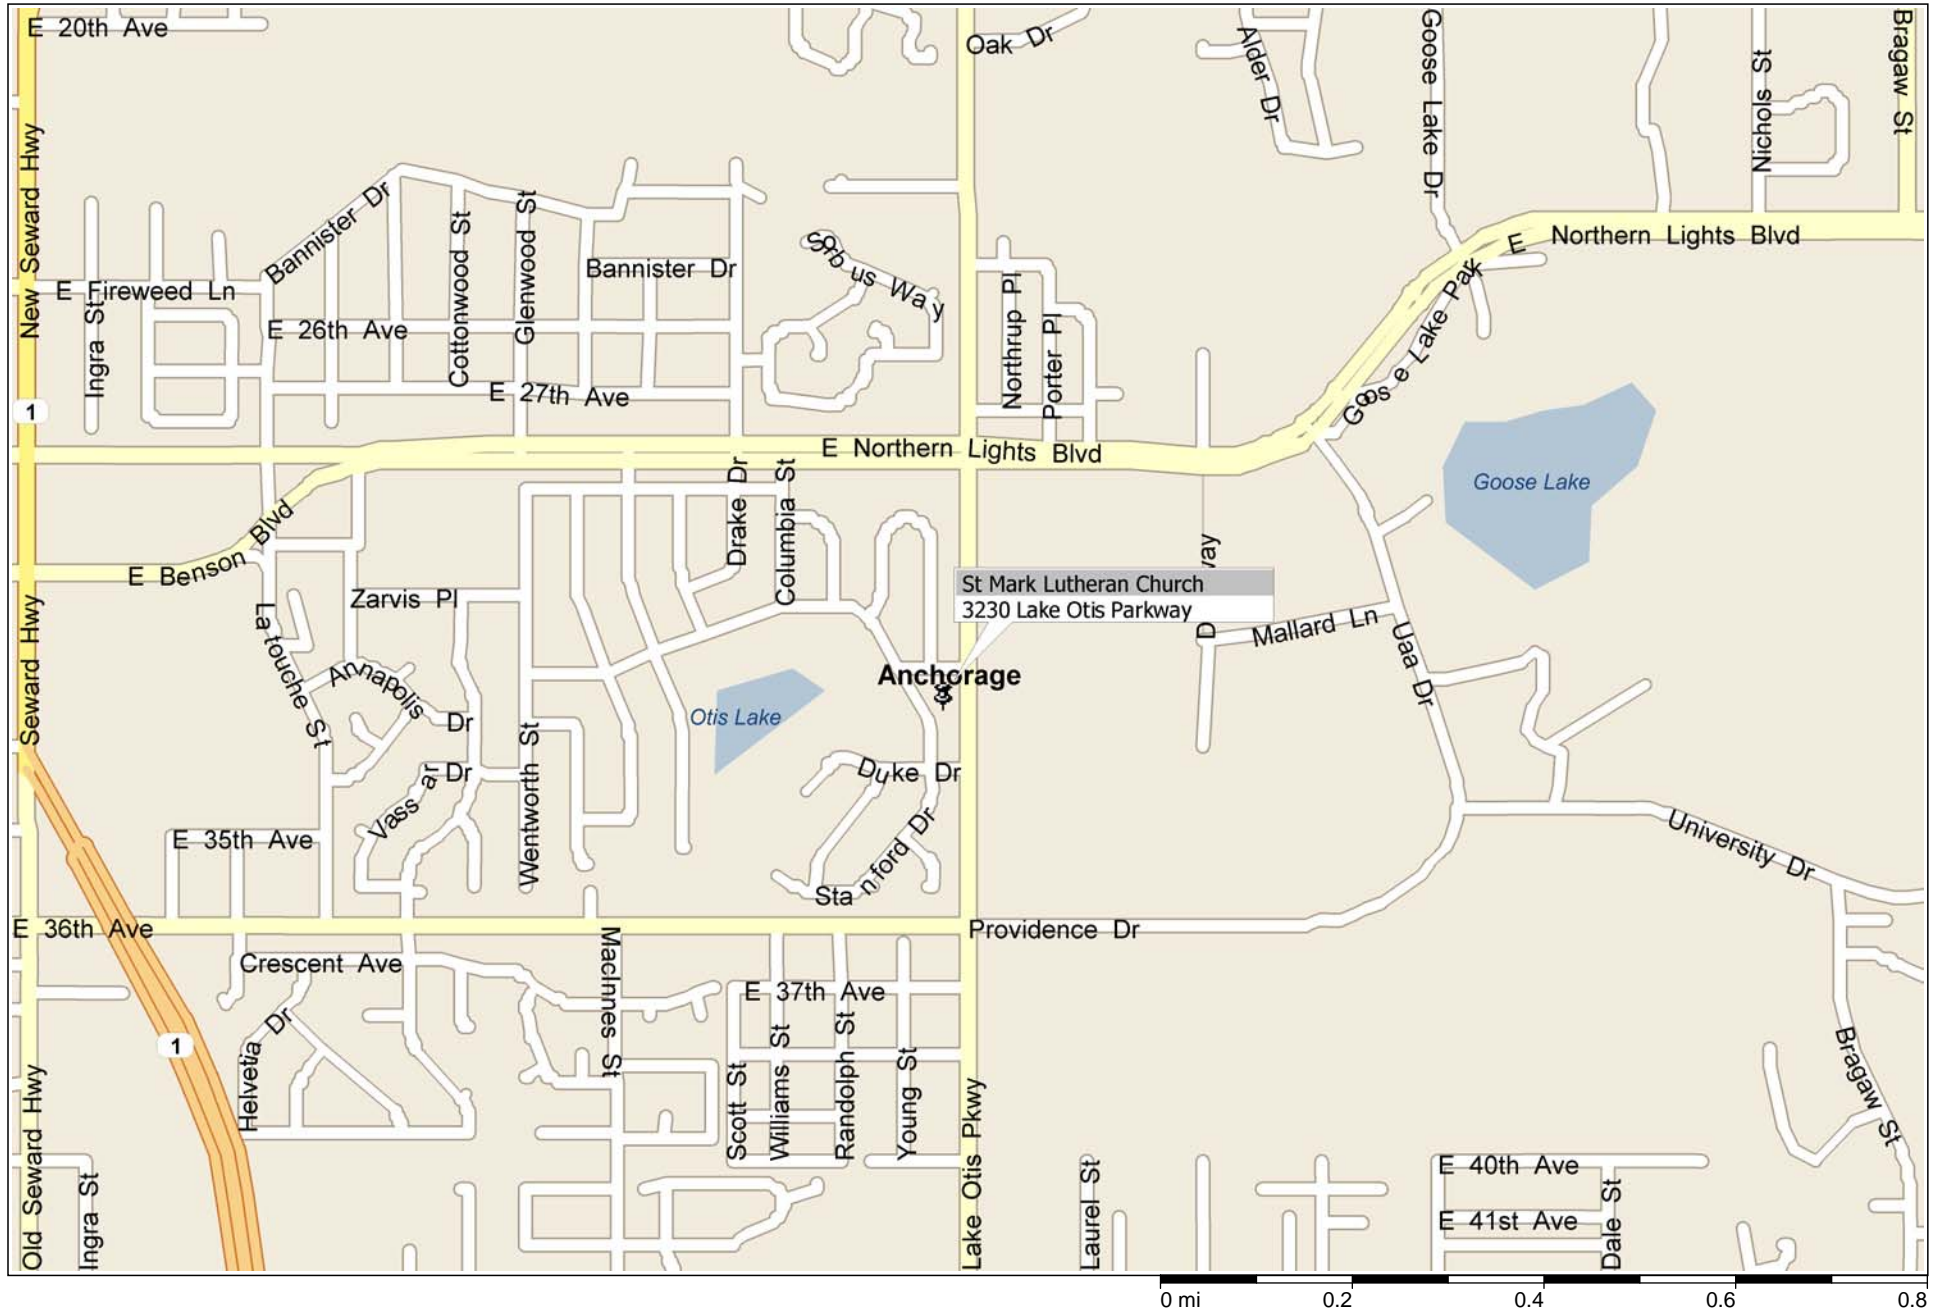 E 20th Ave
Oak Dr
Alder Dr
Goose Lake Dr
Nichols St
Bragaw St
New Seward Hwy
Bannister Dr
Cottonwood St
Glenwood St
Bannister Dr
Sorbus Way
E Northern Lights Blvd
E Fireweed Ln
Ingra St
E 26th Ave
Northrup Pl
Porter Pl
Goose Lake Park
E 27th Ave
1
E Northern Lights Blvd
Goose Lake
Drake Dr
Columbia St
E Benson Blvd
way
D
St Mark Lutheran Church
3230 Lake Otis Parkway
Zarvis Pl
Latouche St
Mallard Ln
Uaa Dr
Seward Hwy
Annapolis Dr
Anchorage
Otis Lake
Wentworth St
Vassar Dr
Duke Dr
Stanford Dr
E 35th Ave
University Dr
E 36th Ave
Providence Dr
Crescent Ave
MacInnes St
E 37th Ave
Helvetia Dr
1
Scott St
Williams St
Randolph St
Young St
Lake Otis Pkwy
Bragaw St
Old Seward Hwy
Ingra St
Laurel St
E 40th Ave
E 41st Ave
Dale St
0 mi 0.2 0.4 0.6 0.8